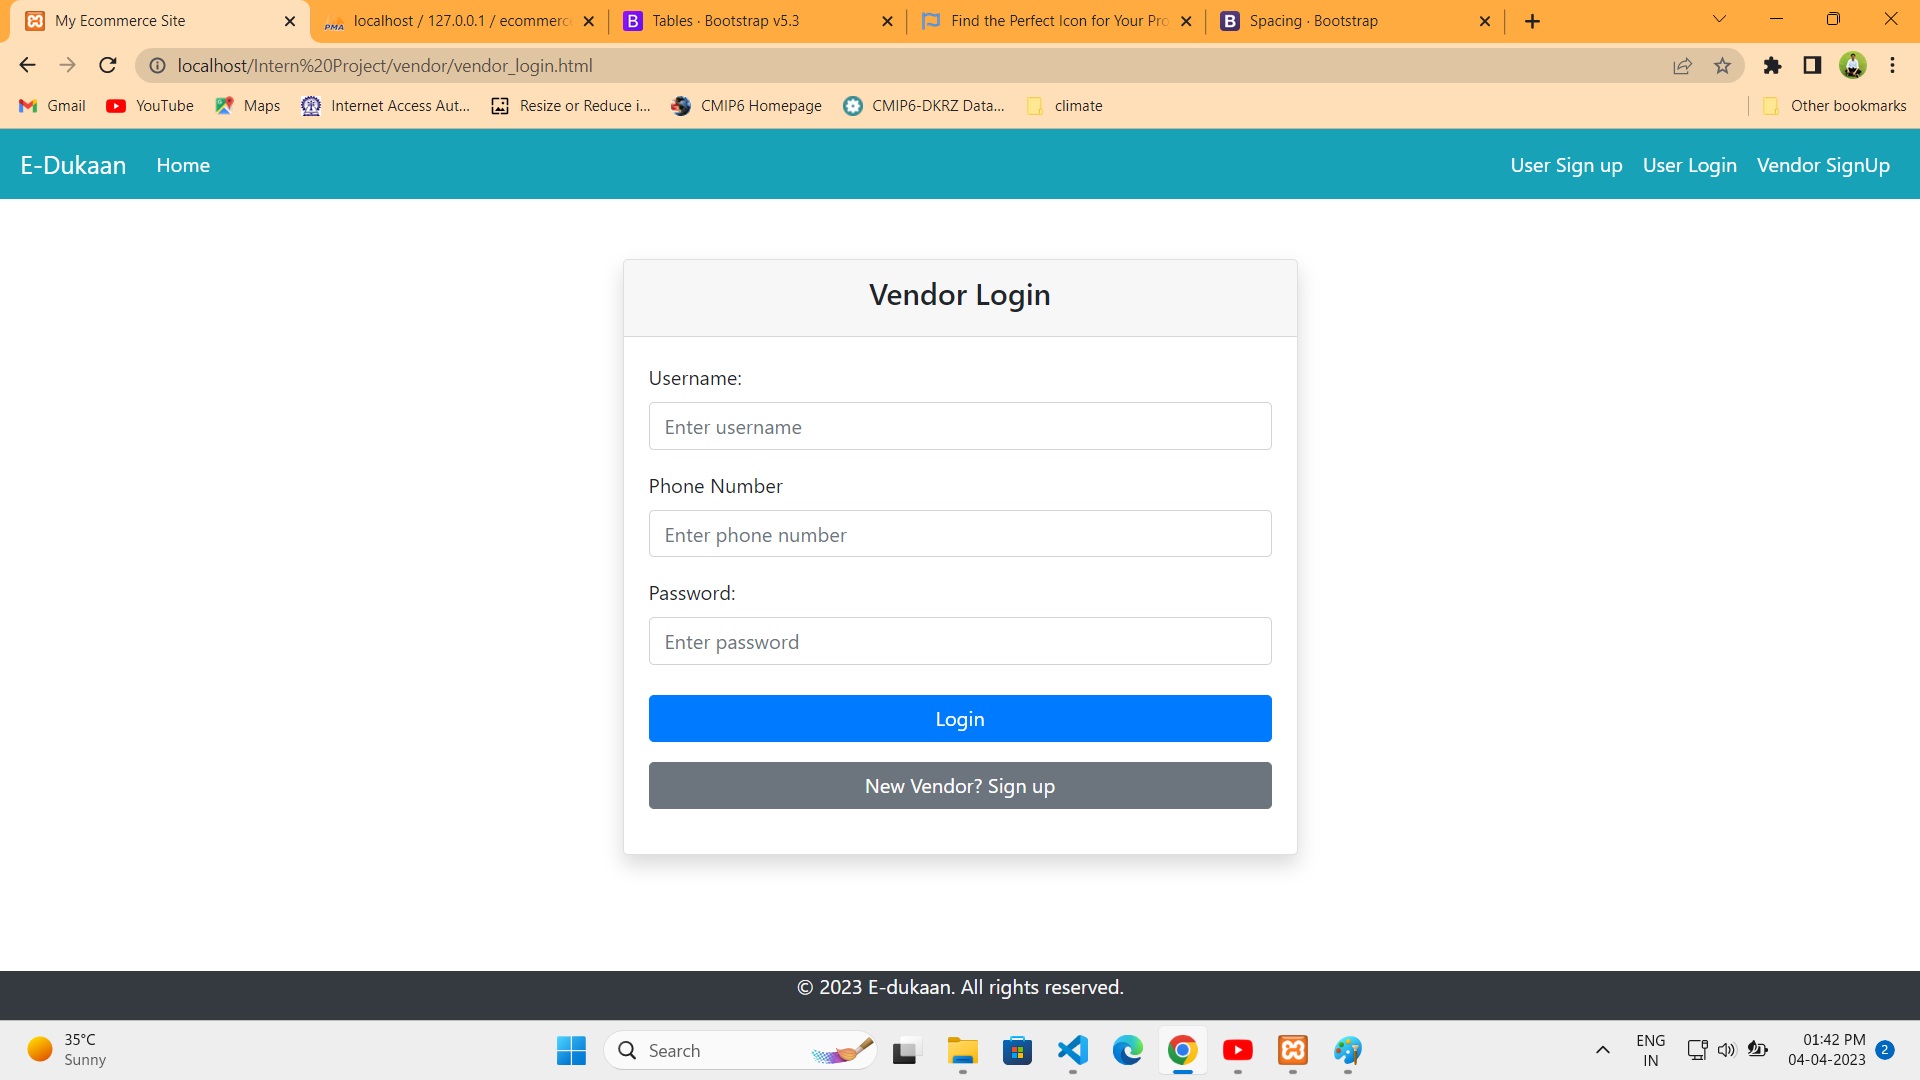 My Ecommerce Site
localhost / 127.0.0.1 / ecommerc
Tables · Bootstrap v5.3
Find the Perfect Icon for Your Pro
Spacing · Bootstrap
localhost/Intern%20Project/vendor/vendor_login.html
Gmail
YouTube
Maps
Internet Access Aut...
Resize or Reduce i...
CMIP6 Homepage
CMIP6-DKRZ Data...
climate
Other bookmarks
E-Dukaan
Home
User Sign up
User Login
Vendor SignUp
Vendor Login
Username:
Enter username
Phone Number
Enter phone number
Password:
Enter password
Login
New Vendor? Sign up
© 2023 E-dukaan. All rights reserved.
35°C
Sunny
Search
ENG
IN
01:42 PM
04-04-2023
2